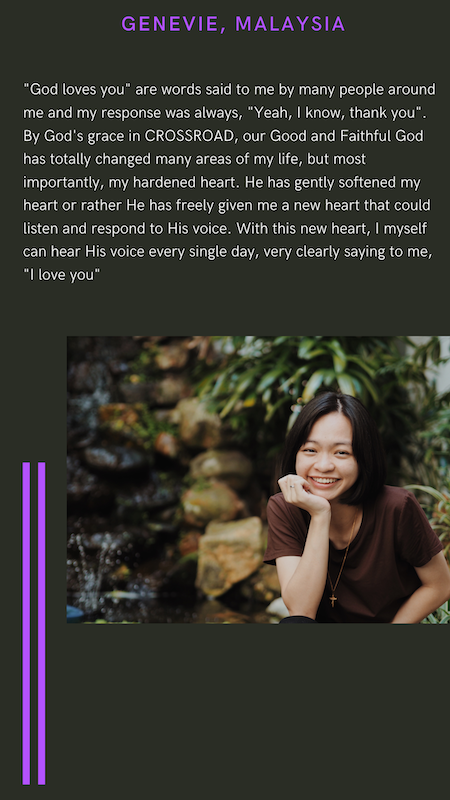 GENEVIE, MALAYSIA
"God loves you" are words said to me by many people around
me and my response was always, "Yeah, I know, thank you".
By God's grace in CROSSROAD, our Good and Faithful God
has totally changed many areas of my life, but most
importantly, my hardened heart. He has gently softened my
heart or rather He has freely given me a new heart that could
listen and respond to His voice. With this new heart, I myself
can hear His voice every single day, very clearly saying to me,
"I love you"